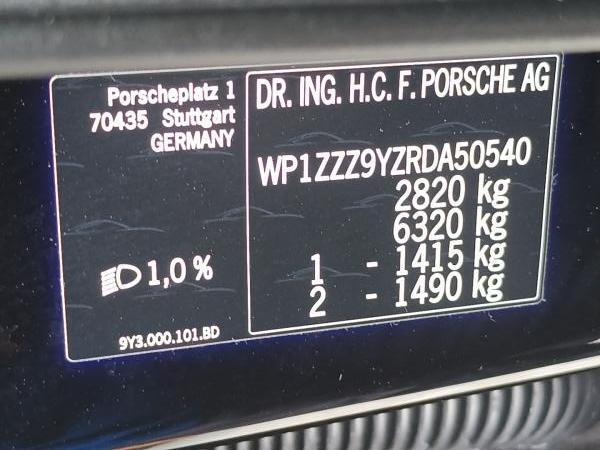 Porscheplatz 1
70435 Stuttgart
GERMANY
1,0 %
9Y3.000.101.BD
DR. ING. H.C. F. PORSCHE AG
WP1ZZZ9YZRDA50540
2820 kg
6320 kg
1 - 1415 kg
2 - 1490 kg